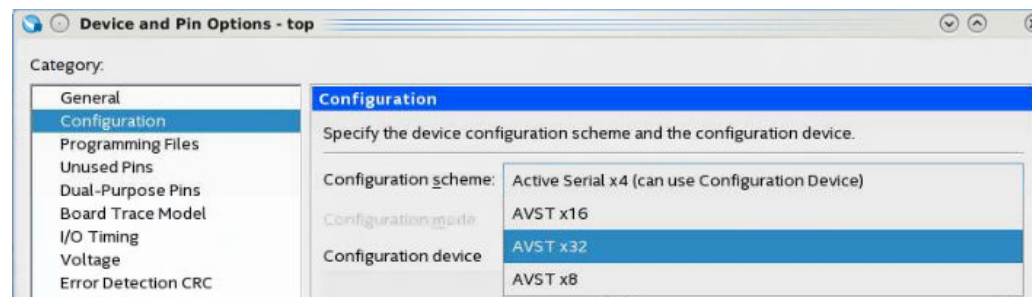 Device and Pin Options - top
Category:
General
Configuration
Programming Files
Unused Pins
Dual-Purpose Pins
Board Trace Model
I/O Timing
Voltage
Error Detection CRC
Configuration
Specify the device configuration scheme and the configuration device.
Configuration scheme:
Active Serial x4 (can use Configuration Device)
AVST x16
AVST x32
AVST x8
Configuration mode
Configuration device